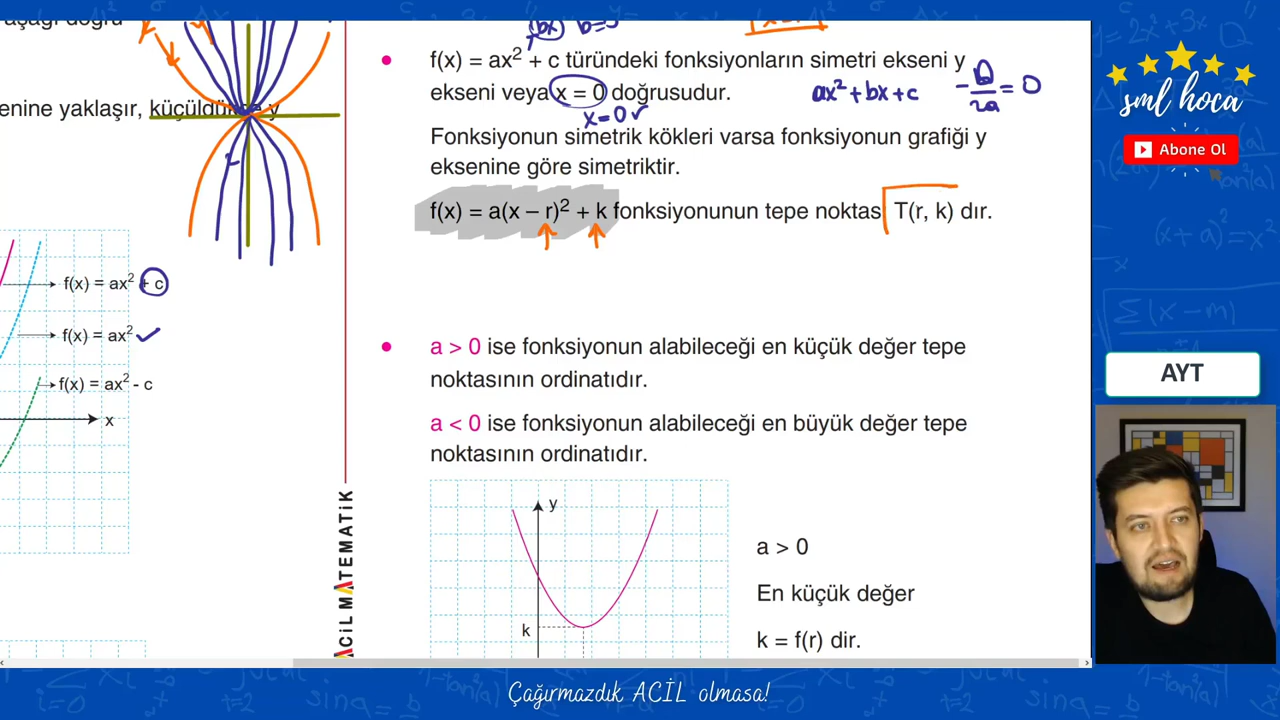 aşağı doğru
enine yaklaşır, küçüldükçe y
f(x) = ax² + c
f(x) = ax²
f(x) = ax² - c
x
ACİL MATEMATİK
(bx) b=
• f(x) = ax² + c türündeki fonksiyonların simetri ekseni y
ekseni veya x = 0 doğrusudur.
x=0
ax²+bx+c
-b/2a = 0
Fonksiyonun simetrik kökleri varsa fonksiyonun grafiği y
eksenine göre simetriktir.
f(x) = a(x – r)² + k fonksiyonunun tepe noktas T(r, k) dır.
• a > 0 ise fonksiyonun alabileceği en küçük değer tepe
noktasının ordinatıdır.
a < 0 ise fonksiyonun alabileceği en büyük değer tepe
noktasının ordinatıdır.
y
k
a > 0
En küçük değer
k = f(r) dir.
sml hoca
Abone Ol
AYT
Çağırmazdık ACİL olmasa!